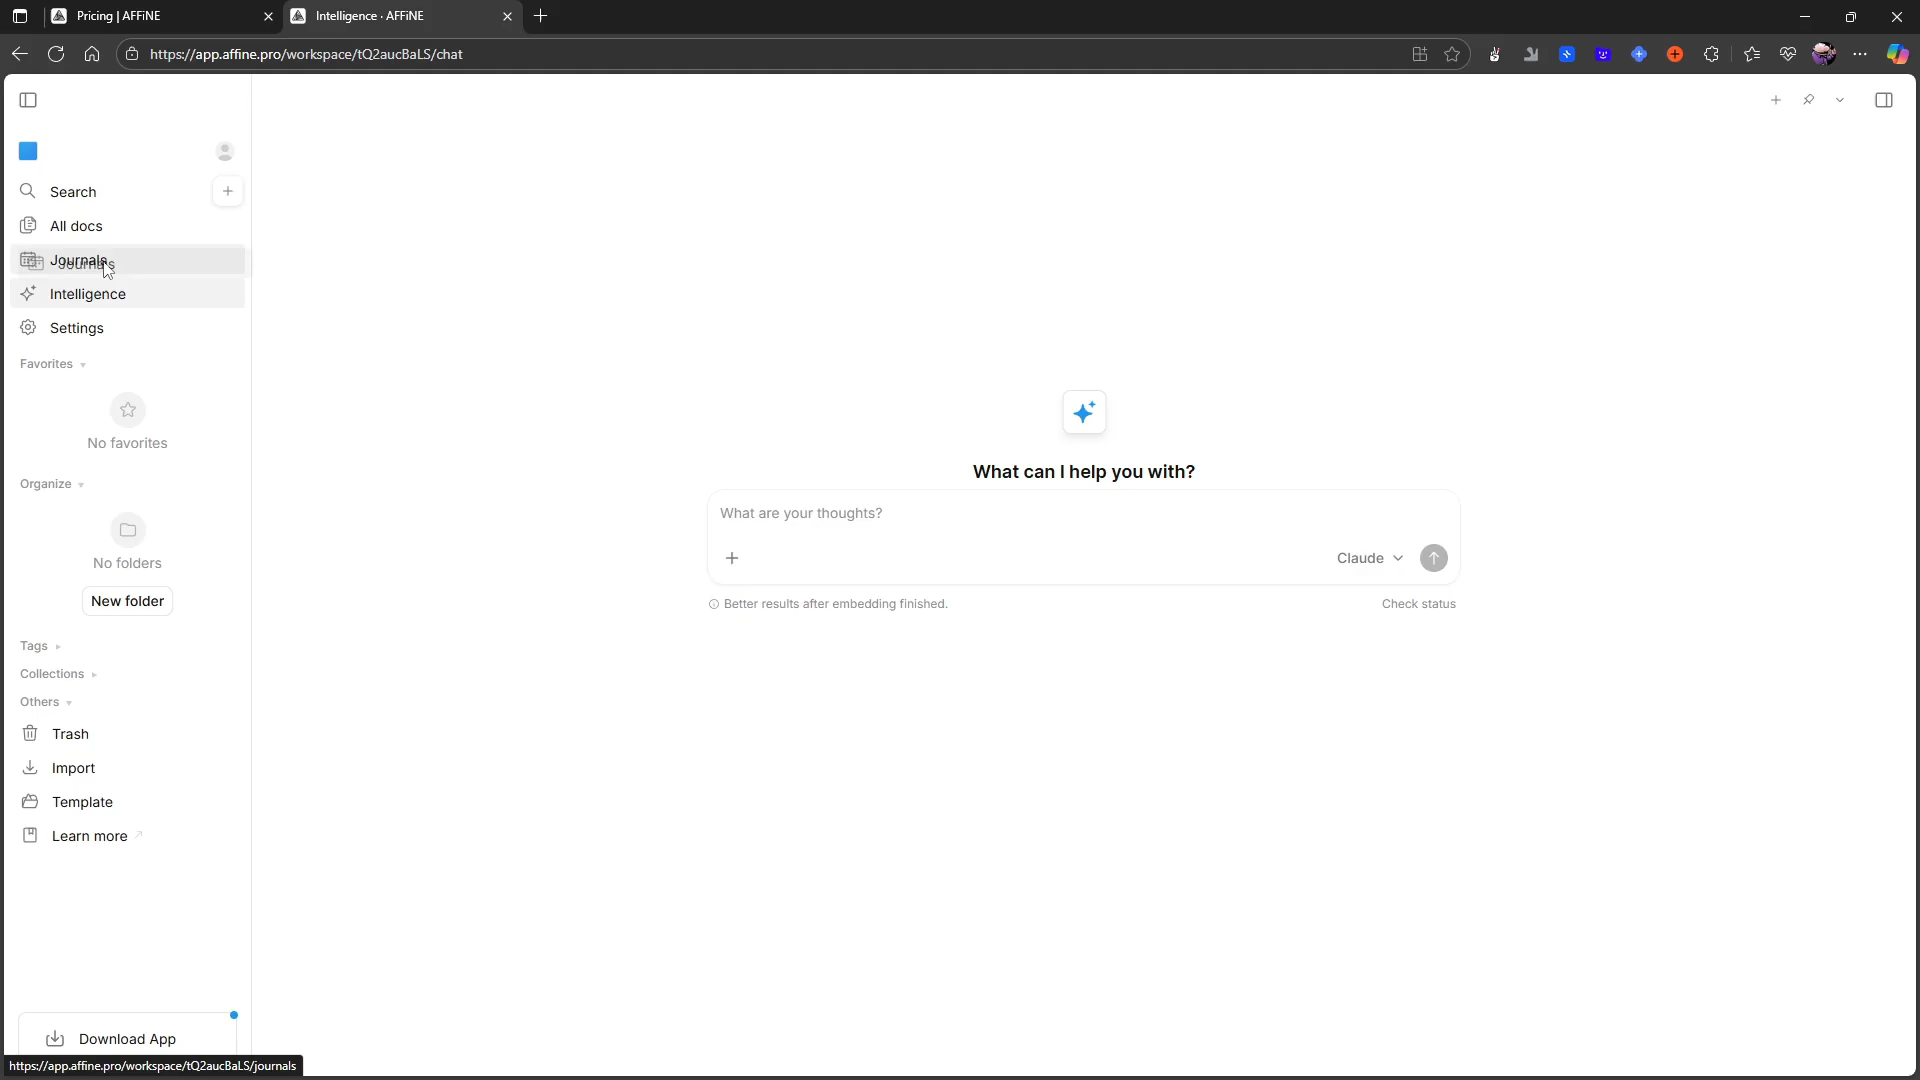 Pricing | AFFiNE
Intelligence · AFFiNE
https://app.affine.pro/workspace/tQ2aucBaLS/chat
Search
All docs
Journals
Journals
Intelligence
Settings
Favorites
No favorites
Organize
No folders
New folder
Tags
Collections
Others
Trash
Import
Template
Learn more
Download App
https://app.affine.pro/workspace/tQ2aucBaLS/journals
What can I help you with?
What are your thoughts?
Claude
Better results after embedding finished.
Check status